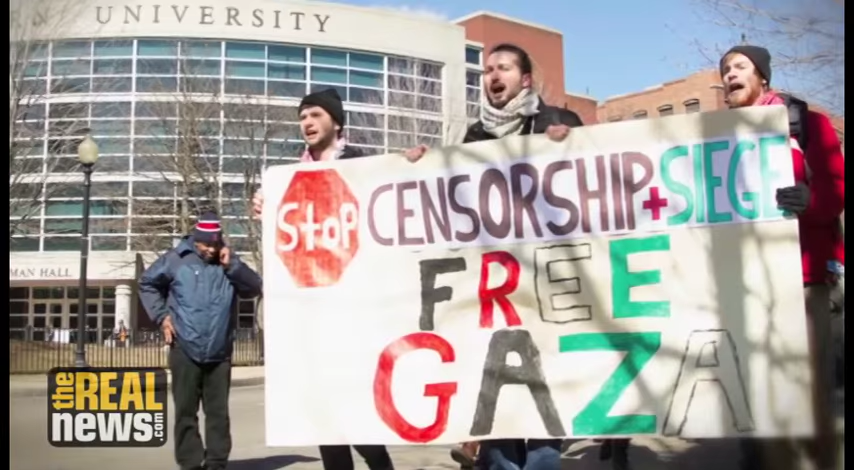 N UNIVERSITY
MAN HALL
StOP CENSORSHIP + SIEGE
FREE
GAZA
the REAL
news.com